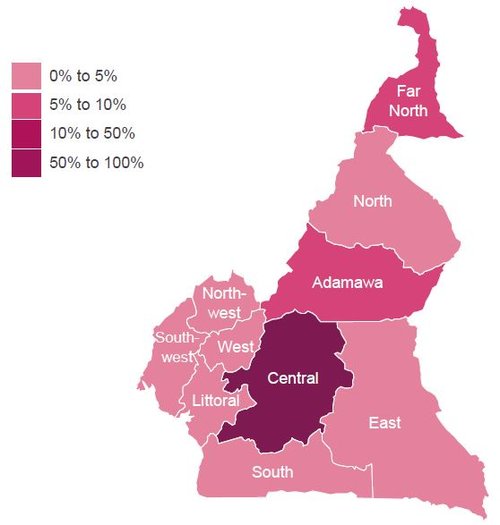 0% to 5%
5% to 10%
10% to 50%
50% to 100%
Far
North
North
Adamawa
North-
west
South-
west
West
Littoral
Central
East
South